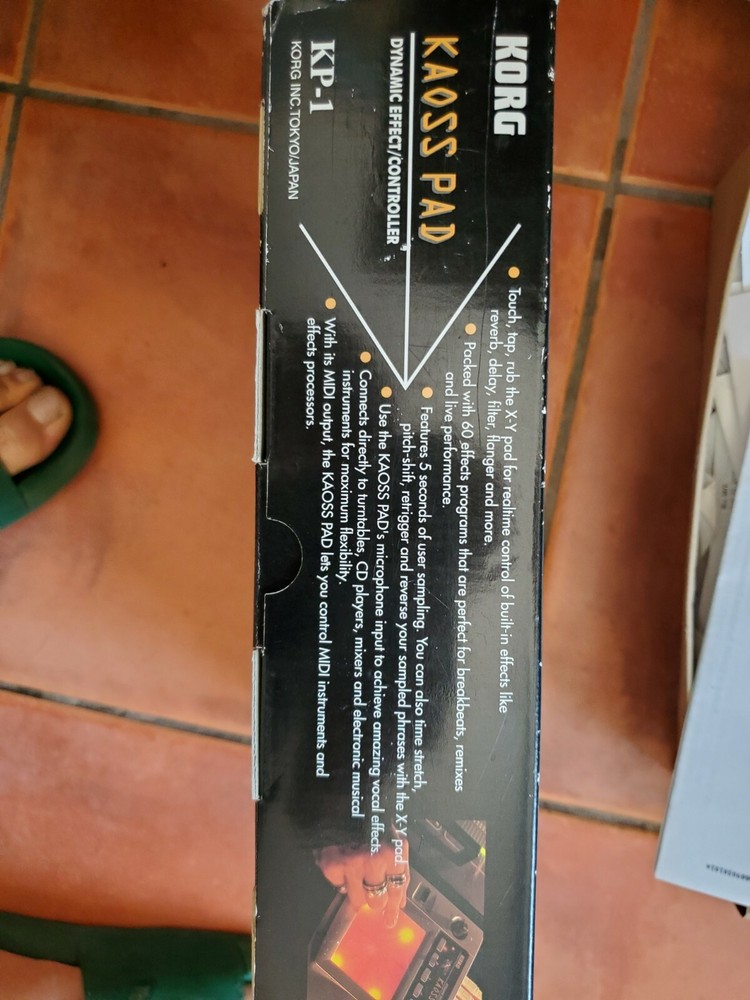 KORG
KAOSS PAD
DYNAMIC EFFECT/CONTROLLER
KP-1
KORG INC.TOKYO/JAPAN
• Touch, tap, rub the X-Y pad for realtime control of built-in effects like
reverb, delay, filter, flanger and more.
• Packed with 60 effects programs that are perfect for breakbeats, remixes
and live performance.
• Features 5 seconds of user sampling. You can also time stretch,
pitch-shift, retrigger and reverse your sampled phrases with the X-Y pad.
• Use the KAOSS PAD's microphone input to achieve amazing vocal effects.
• Connects directly to turntables, CD players, mixers and electronic musical
instruments for maximum flexibility.
• With its MIDI output, the KAOSS PAD lets you control MIDI instruments and
effects processors.